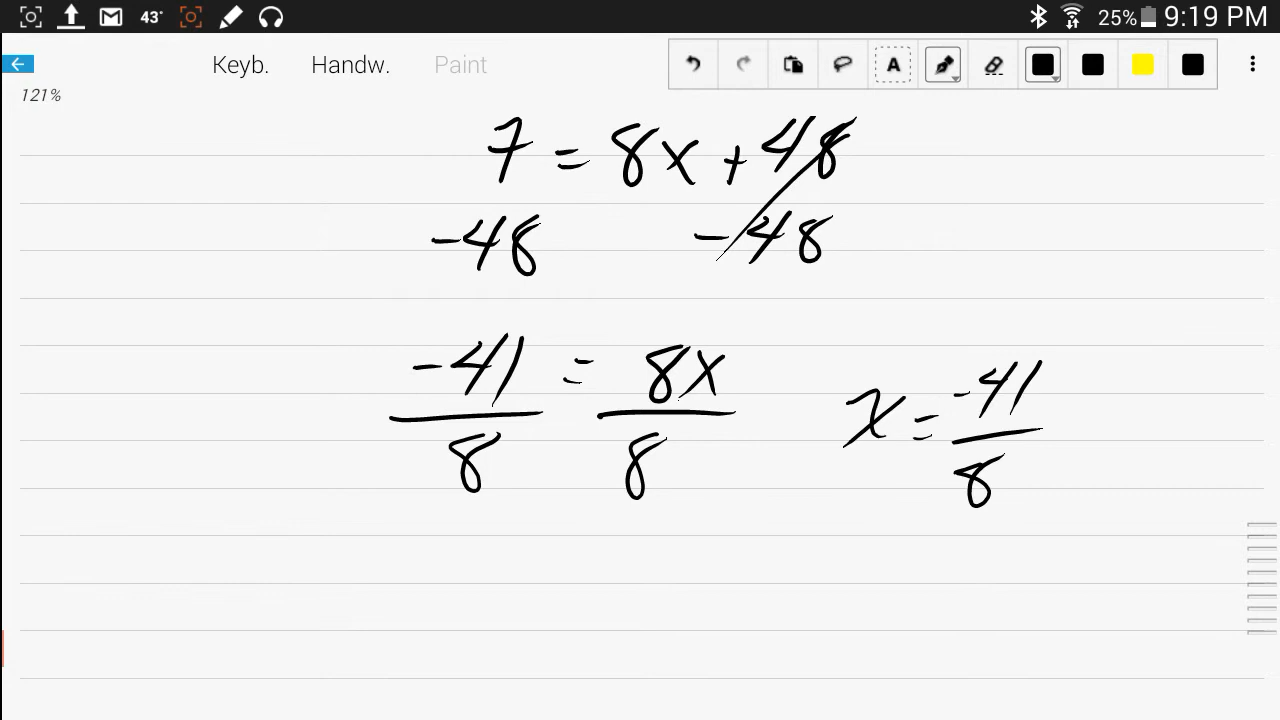 43° 25% 9:19 PM
Keyb. Handw. Paint A
121%
7 = 8x + 48
-48 -48
-41 = 8x
8 8
x = -41
8